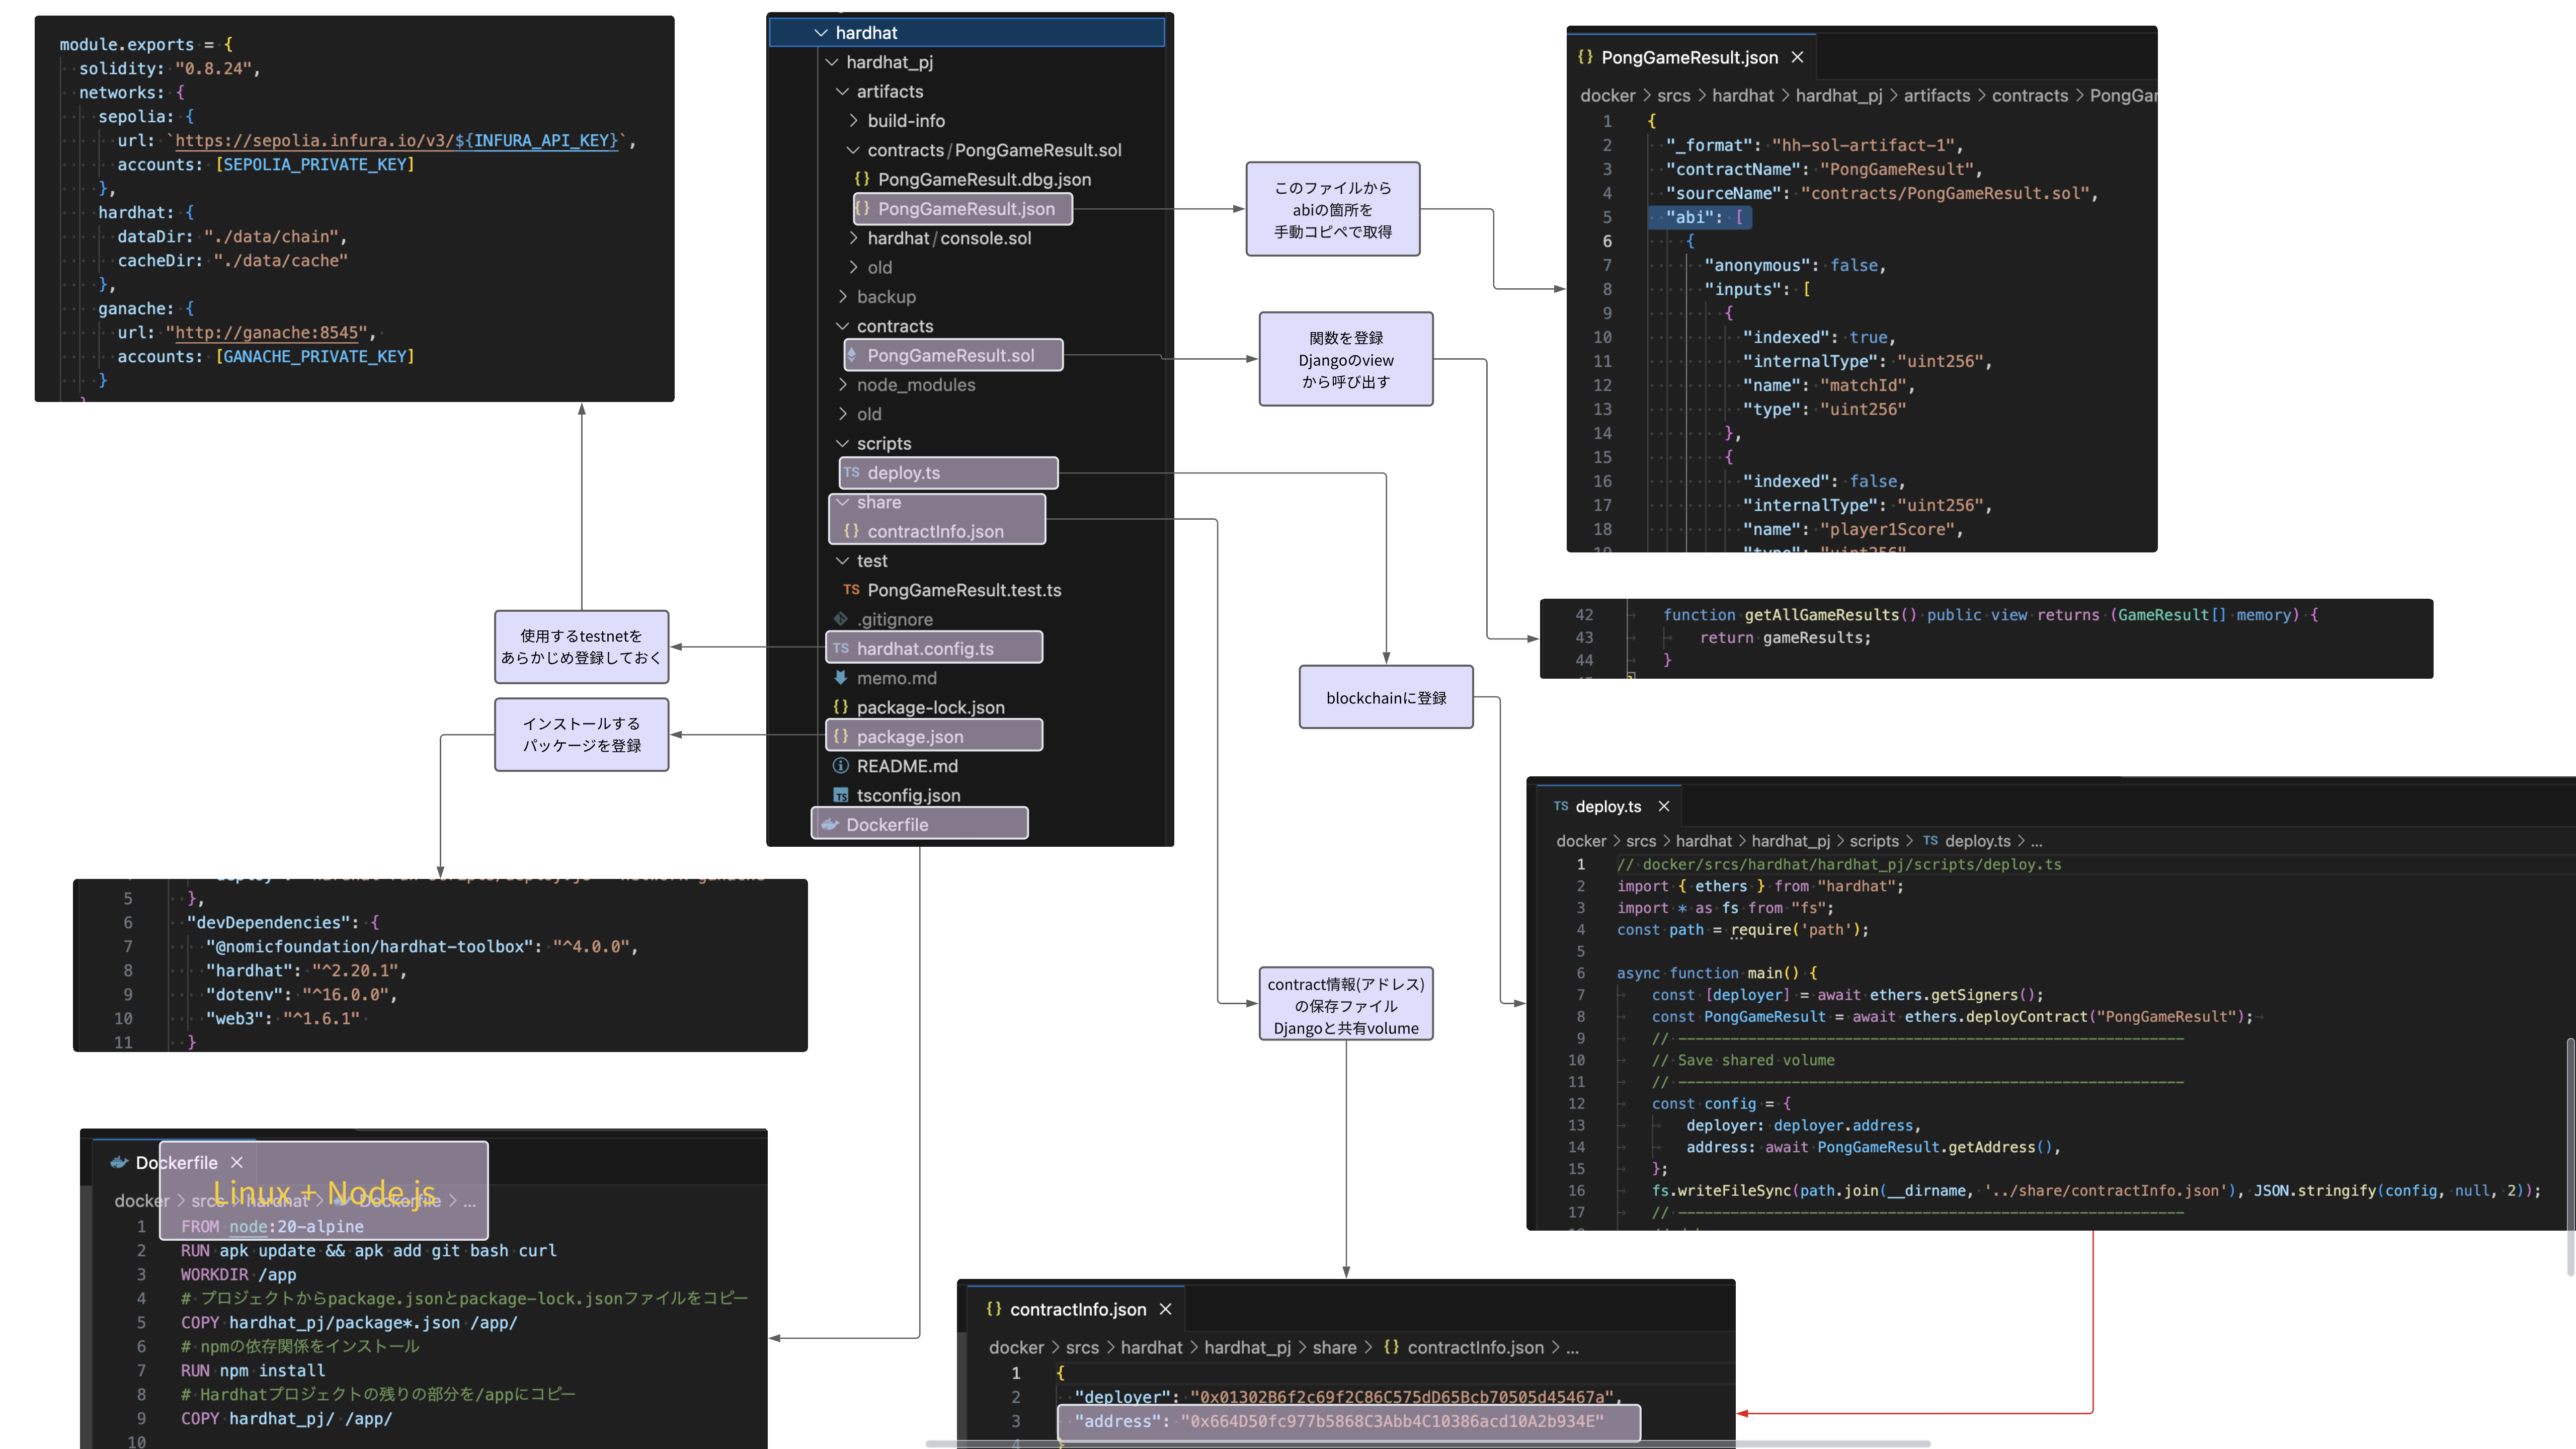 module.exports = {
solidity: "0.8.24",
networks: {
sepolia: {
url: `https://sepolia.infura.io/v3/${INFURA_API_KEY}`,
accounts: [SEPOLIA_PRIVATE_KEY]
},
hardhat: {
dataDir: "./data/chain",
cacheDir: "./data/cache"
},
ganache: {
url: "http://ganache:8545",
accounts: [GANACHE_PRIVATE_KEY]
}
hardhat
hardhat_pj
artifacts
build-info
contracts/PongGameResult.sol
{} PongGameResult.dbg.json
{} PongGameResult.json
hardhat/console.sol
old
backup
contracts
PongGameResult.sol
node_modules
old
scripts
TS deploy.ts
share
{} contractInfo.json
test
TS PongGameResult.test.ts
.gitignore
TS hardhat.config.ts
memo.md
{} package-lock.json
{} package.json
README.md
TS tsconfig.json
Dockerfile
このファイルから
abiの箇所を
手動コピペで取得
関数を登録
Djangoのview
から呼び出す
使用するtestnetを
あらかじめ登録しておく
インストールする
パッケージを登録
blockchainに登録
contract情報(アドレス)
の保存ファイル
Djangoと共有volume
{} PongGameResult.json ×
docker > srcs > hardhat > hardhat_pj > artifacts > contracts > PongGar
1 {
2 "_format": "hh-sol-artifact-1",
3 "contractName": "PongGameResult",
4 "sourceName": "contracts/PongGameResult.sol",
5 "abi": [
6 {
7 "anonymous": false,
8 "inputs": [
9 {
10 "indexed": true,
11 "internalType": "uint256",
12 "name": "matchId",
13 "type": "uint256"
14 },
15 {
16 "indexed": false,
17 "internalType": "uint256",
18 "name": "player1Score",
19 "type": "uint256"
42 function getAllGameResults() public view returns (GameResult[] memory) {
43 return gameResults;
44 }
TS deploy.ts ×
docker > srcs > hardhat > hardhat_pj > scripts > TS deploy.ts > ...
1 // docker/srcs/hardhat/hardhat_pj/scripts/deploy.ts
2 import { ethers } from "hardhat";
3 import * as fs from "fs";
4 const path = require('path');
5
6 async function main() {
7 const [deployer] = await ethers.getSigners();
8 const PongGameResult = await ethers.deployContract("PongGameResult");
9 // --------------------------------------------------------
10 // Save shared volume
11 // --------------------------------------------------------
12 const config = {
13 deployer: deployer.address,
14 address: await PongGameResult.getAddress(),
15 };
16 fs.writeFileSync(path.join(__dirname, '../share/contractInfo.json'), JSON.stringify(config, null, 2));
17 // --------------------------------------------------------
5 },
6 "devDependencies": {
7 "@nomicfoundation/hardhat-toolbox": "^4.0.0",
8 "hardhat": "^2.20.1",
9 "dotenv": "^16.0.0",
10 "web3": "^1.6.1"
11 }
Dockerfile ×
Linux + Node.js
docker > srcs > hardhat > Dockerfile > ...
1 FROM node:20-alpine
2 RUN apk update && apk add git bash curl
3 WORKDIR /app
4 # プロジェクトからpackage.jsonとpackage-lock.jsonファイルをコピー
5 COPY hardhat_pj/package*.json /app/
6 # npmの依存関係をインストール
7 RUN npm install
8 # Hardhatプロジェクトの残りの部分を/appにコピー
9 COPY hardhat_pj/ /app/
10
{} contractInfo.json ×
docker > srcs > hardhat > hardhat_pj > share > {} contractInfo.json > ...
1 {
2 "deployer": "0x01302B6f2c69f2C86C575dD65Bcb70505d45467a",
3 "address": "0x664D50fc977b5868C3Abb4C10386acd10A2b934E"
4 }